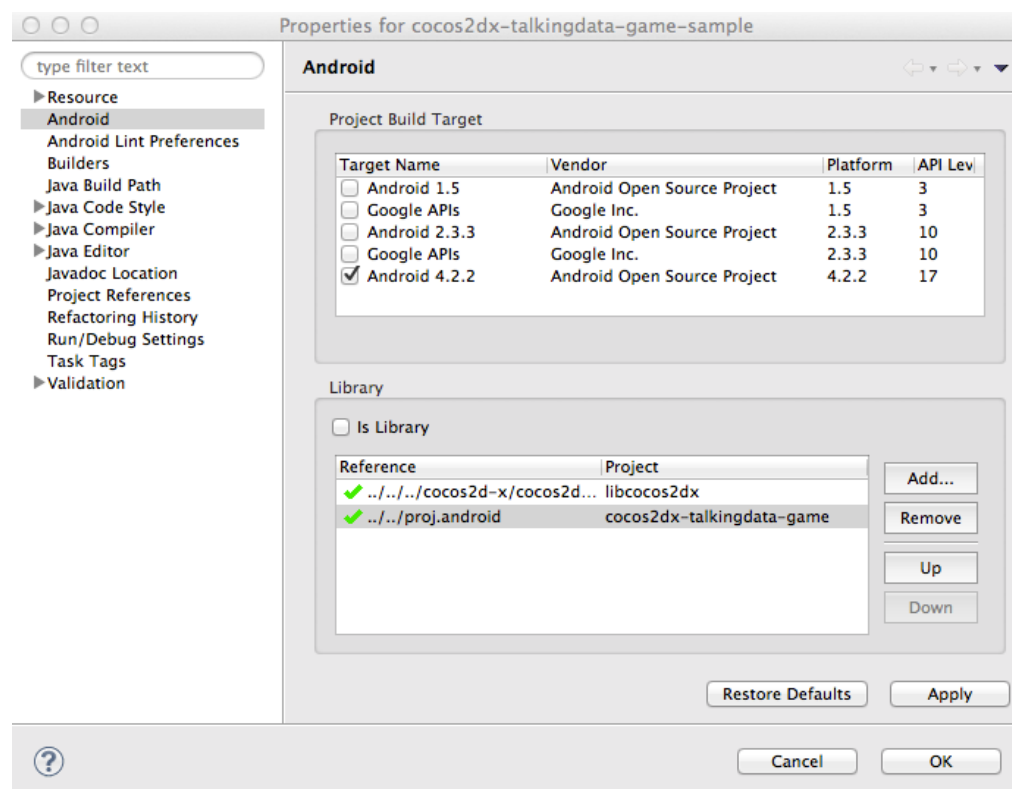 Properties for cocos2dx-talkingdata-game-sample
type filter text
Resource
Android
Android Lint Preferences
Builders
Java Build Path
Java Code Style
Java Compiler
Java Editor
Javadoc Location
Project References
Refactoring History
Run/Debug Settings
Task Tags
Validation
Android
Project Build Target
Target Name Vendor Platform API Lev
Android 1.5 Android Open Source Project 1.5 3
Google APIs Google Inc. 1.5 3
Android 2.3.3 Android Open Source Project 2.3.3 10
Google APIs Google Inc. 2.3.3 10
Android 4.2.2 Android Open Source Project 4.2.2 17
Library
Is Library
Reference Project
../../../cocos2d-x/cocos2d... libcocos2dx
../../proj.android cocos2dx-talkingdata-game
Add...
Remove
Up
Down
Restore Defaults Apply
? Cancel OK